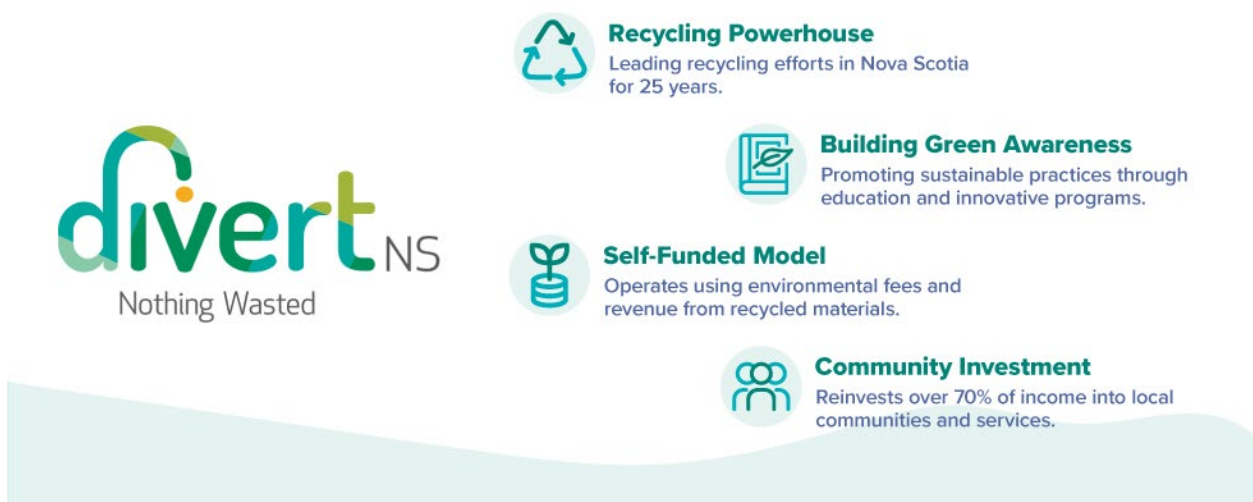 divert NS
Nothing Wasted
Recycling Powerhouse
Leading recycling efforts in Nova Scotia
for 25 years.
Building Green Awareness
Promoting sustainable practices through
education and innovative programs.
Self-Funded Model
Operates using environmental fees and
revenue from recycled materials.
Community Investment
Reinvests over 70% of income into local
communities and services.